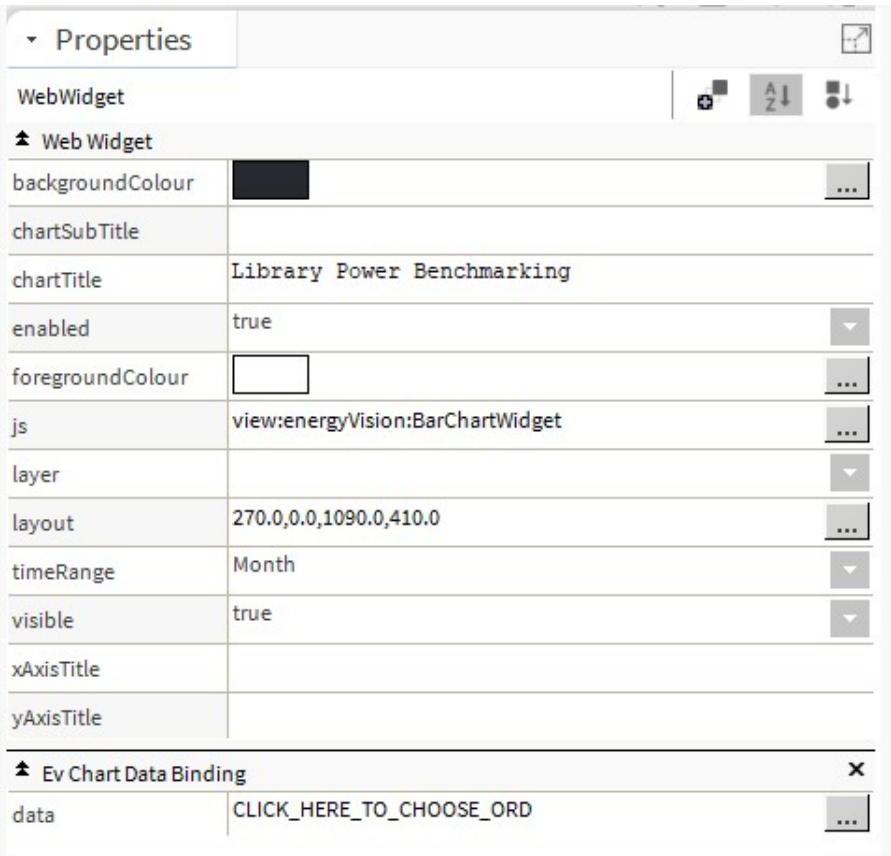 Properties
WebWidget
Web Widget
backgroundColour ...
chartSubTitle
chartTitle Library Power Benchmarking
enabled true
foregroundColour ...
js view:energyVision:BarChartWidget ...
layer
layout 270.0,0.0,1090.0,410.0 ...
timeRange Month
visible true
xAxisTitle
yAxisTitle
Ev Chart Data Binding
data CLICK_HERE_TO_CHOOSE_ORD ...